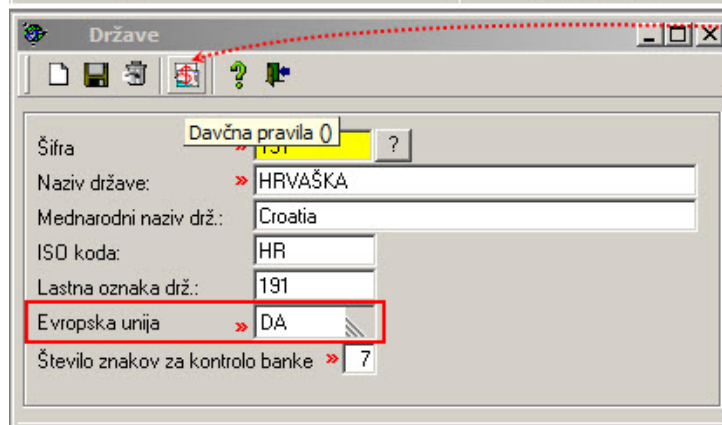 Države
Davčna pravila ()
Šifra » 191 ?
Naziv države: » HRVAŠKA
Mednarodni naziv drž.: Croatia
ISO koda: HR
Lastna oznaka drž.: 191
Evropska unija » DA
Število znakov za kontrolo banke » 7